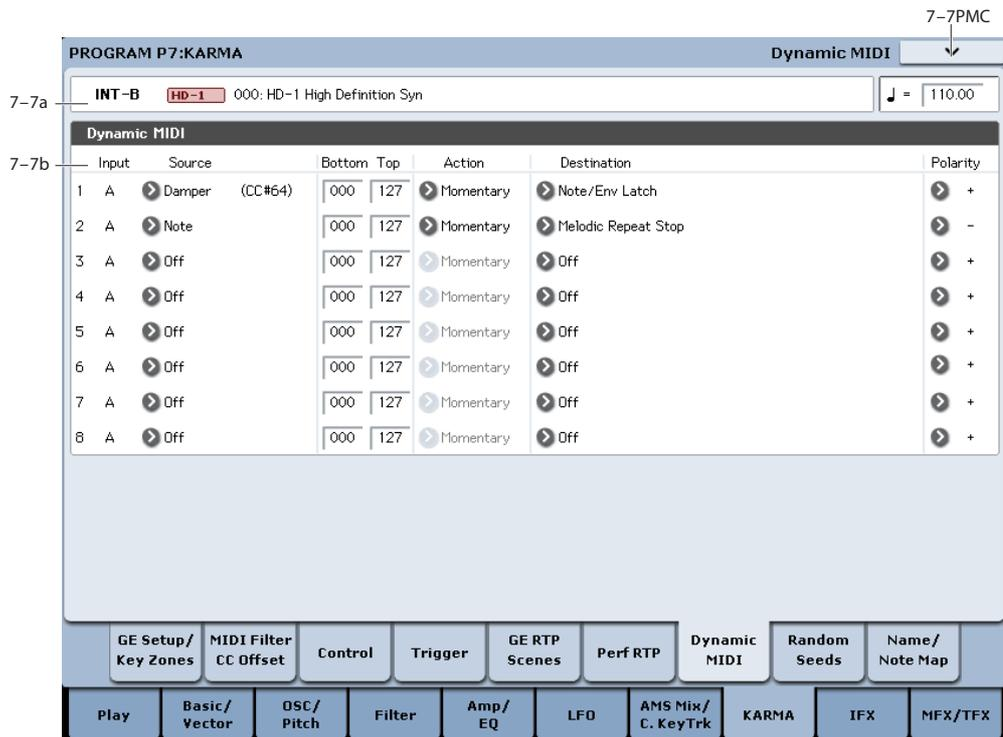 7-7PMC
PROGRAM P7:KARMA Dynamic MIDI
7-7a INT-B HD-1 000: HD-1 High Definition Syn ♩ = 110.00
Dynamic MIDI
7-7b Input Source Bottom Top Action Destination Polarity
1 A Damper (CC#64) 000 127 Momentary Note/Env Latch +
2 A Note 000 127 Momentary Melodic Repeat Stop -
3 A Off 000 127 Momentary Off +
4 A Off 000 127 Momentary Off +
5 A Off 000 127 Momentary Off +
6 A Off 000 127 Momentary Off +
7 A Off 000 127 Momentary Off +
8 A Off 000 127 Momentary Off +
GE Setup/ MIDI Filter Control Trigger GE RTP Perf RTP Dynamic Random Name/
Key Zones CC Offset Scenes MIDI Seeds Note Map
Play Basic/ OSC/ Filter Amp/ LFO AMS Mix/ KARMA IFX MFX/TFX
Vector Pitch EQ C. KeyTrk